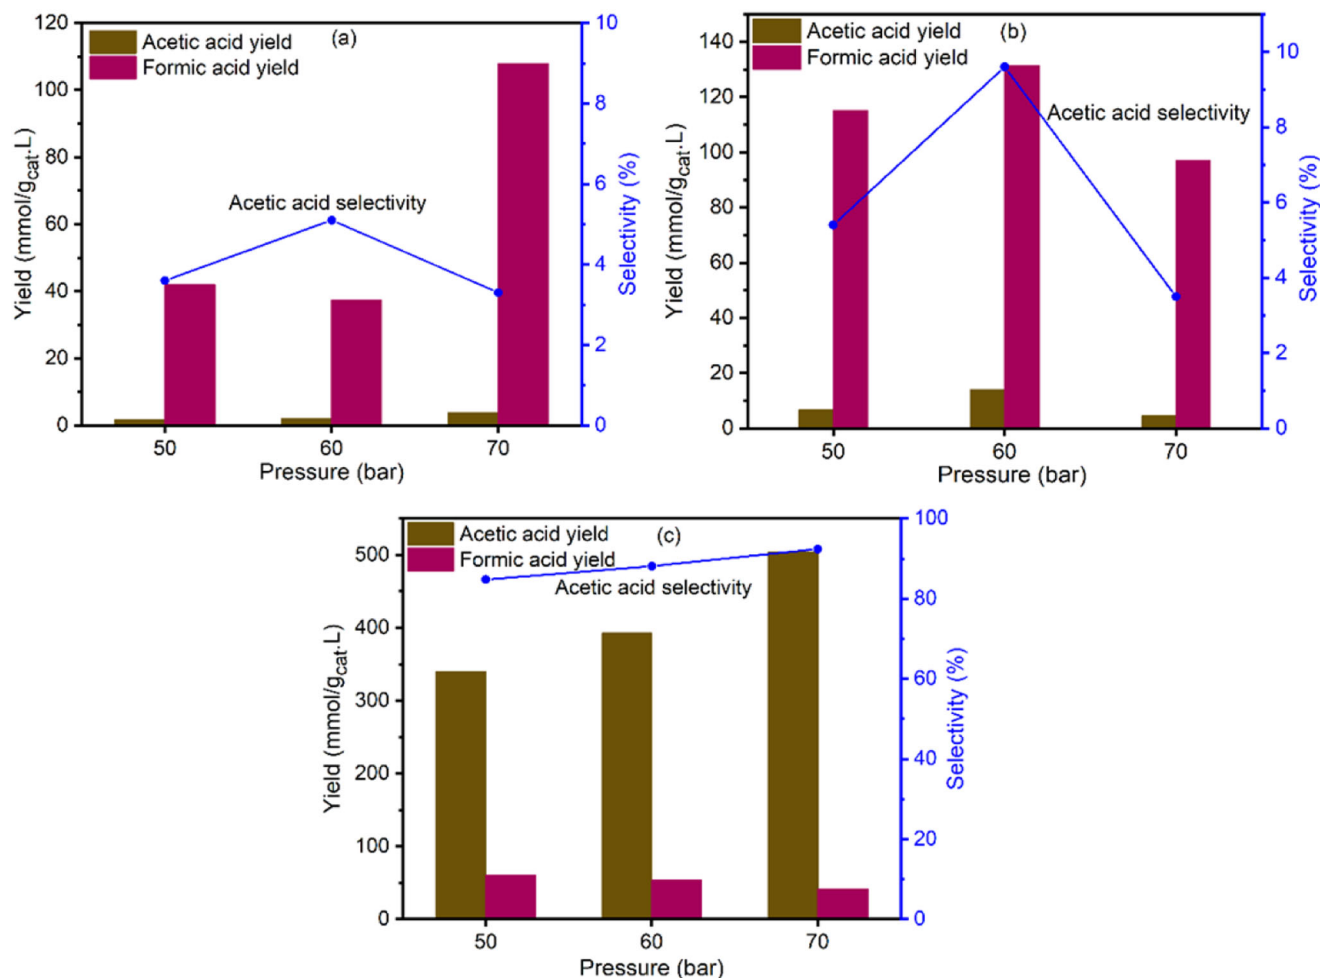 (a)
Acetic acid yield
Formic acid yield
Acetic acid selectivity
Yield (mmol/gcat.L)
120
100
80
60
40
20
0
50
60
70
Pressure (bar)
10
8
6
4
2
0
Selectivity (%)
(b)
Acetic acid yield
Formic acid yield
Acetic acid selectivity
Yield (mmol/gcat.L)
140
120
100
80
60
40
20
0
50
60
70
Pressure (bar)
10
8
6
4
2
0
Selectivity (%)
(c)
Acetic acid yield
Formic acid yield
Acetic acid selectivity
Yield (mmol/gcat.L)
500
400
300
200
100
0
50
60
70
Pressure (bar)
100
80
60
40
20
0
Selectivity (%)